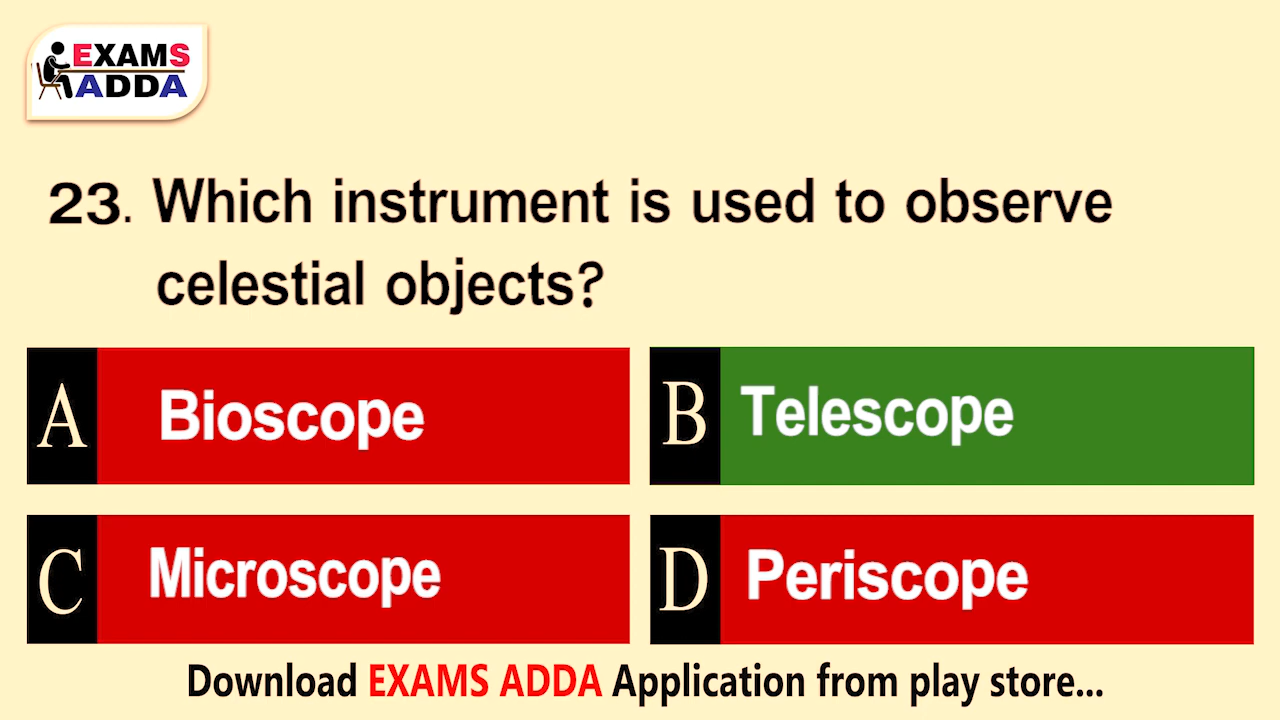 EXAMS
ADDA
23. Which instrument is used to observe
celestial objects?
A Bioscope
B Telescope
C Microscope
D Periscope
Download EXAMS ADDA Application from play store...